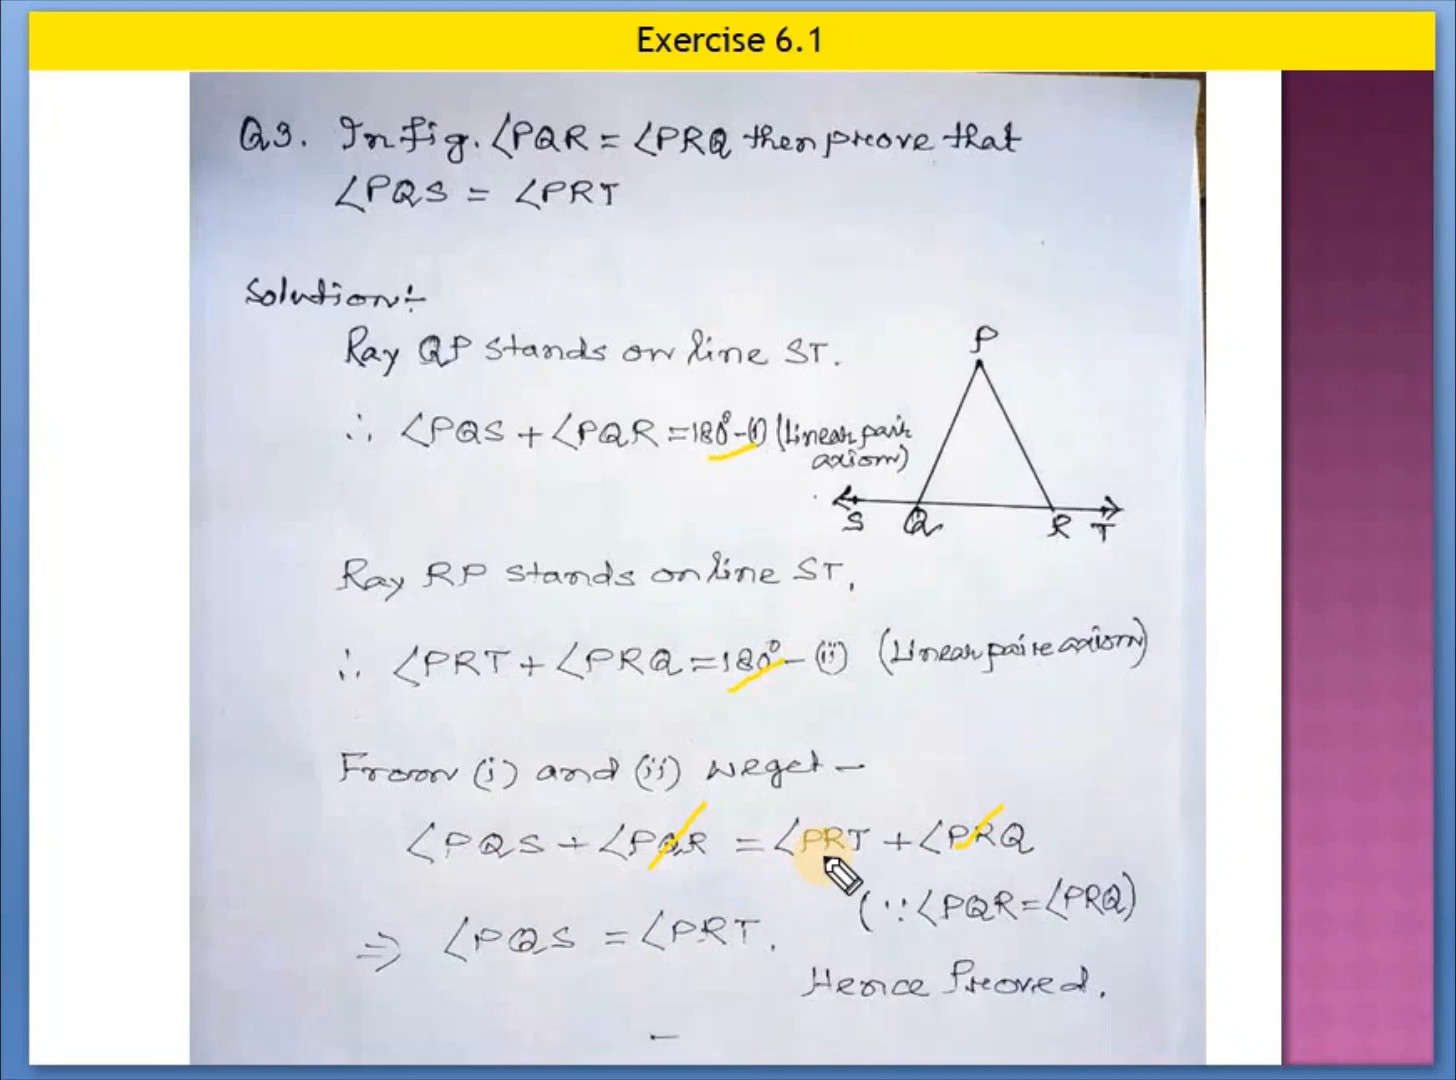 Exercise 6.1
Q3. In fig. ∠PQR = ∠PRQ then prove that
∠PQS = ∠PRT
Solution:-
Ray QP stands on line ST.
∴ ∠PQS + ∠PQR = 180° - (i) (Linear pair
axiom)
P
S Q R T
Ray RP stands on line ST,
∴ ∠PRT + ∠PRQ = 180° - (ii) (Linear paire axiom)
From (i) and (ii) we get —
∠PQS + ∠PQR = ∠PRT + ∠PRQ
(∵ ∠PQR = ∠PRQ)
⇒ ∠PQS = ∠PRT.
Hence Proved.